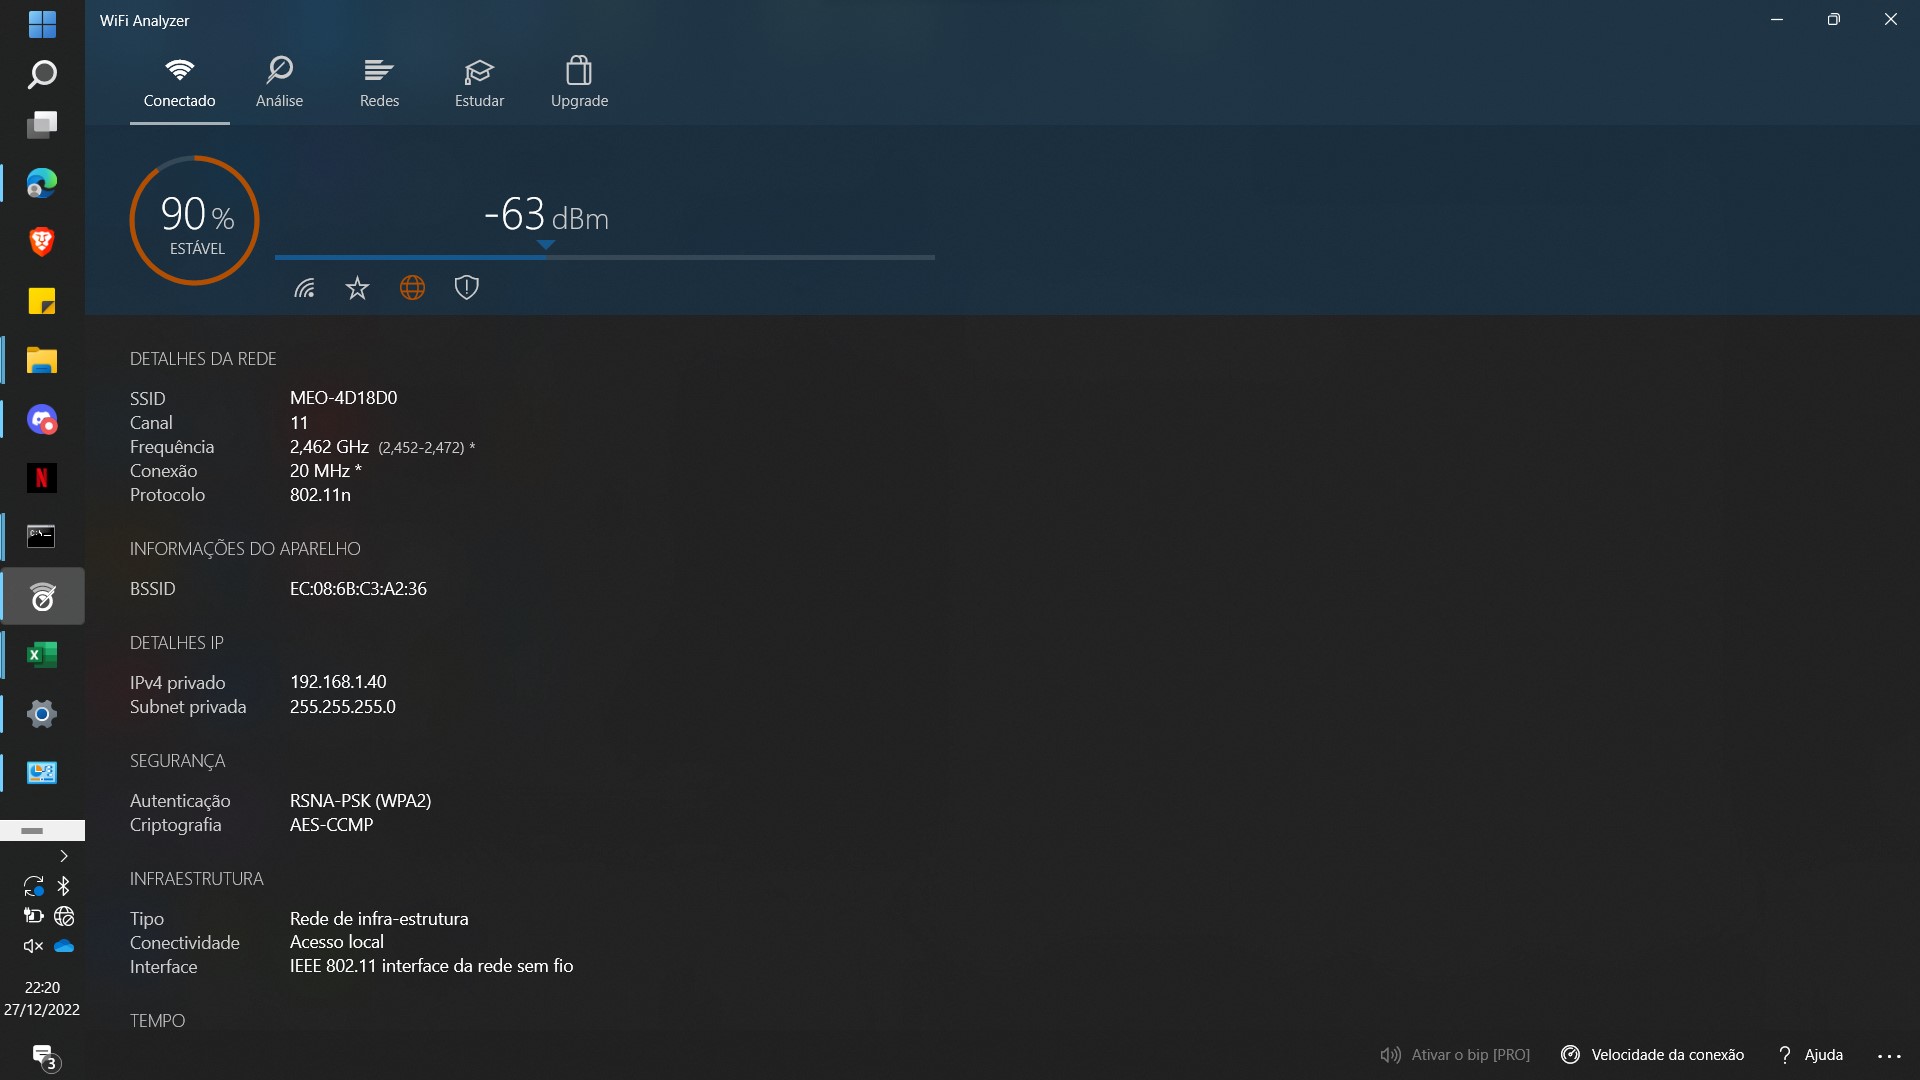 WiFi Analyzer
Conectado
Análise
Redes
Estudar
Upgrade
90 %
ESTÁVEL
-63 dBm
DETALHES DA REDE
SSID MEO-4D18D0
Canal 11
Frequência 2,462 GHz (2,452-2,472) *
Conexão 20 MHz *
Protocolo 802.11n
INFORMAÇÕES DO APARELHO
BSSID EC:08:6B:C3:A2:36
DETALHES IP
IPv4 privado 192.168.1.40
Subnet privada 255.255.255.0
SEGURANÇA
Autenticação RSNA-PSK (WPA2)
Criptografia AES-CCMP
INFRAESTRUTURA
Tipo Rede de infra-estrutura
Conectividade Acesso local
Interface IEEE 802.11 interface da rede sem fio
TEMPO
22:20
27/12/2022
3
Ativar o bip [PRO]
Velocidade da conexão
? Ajuda
...